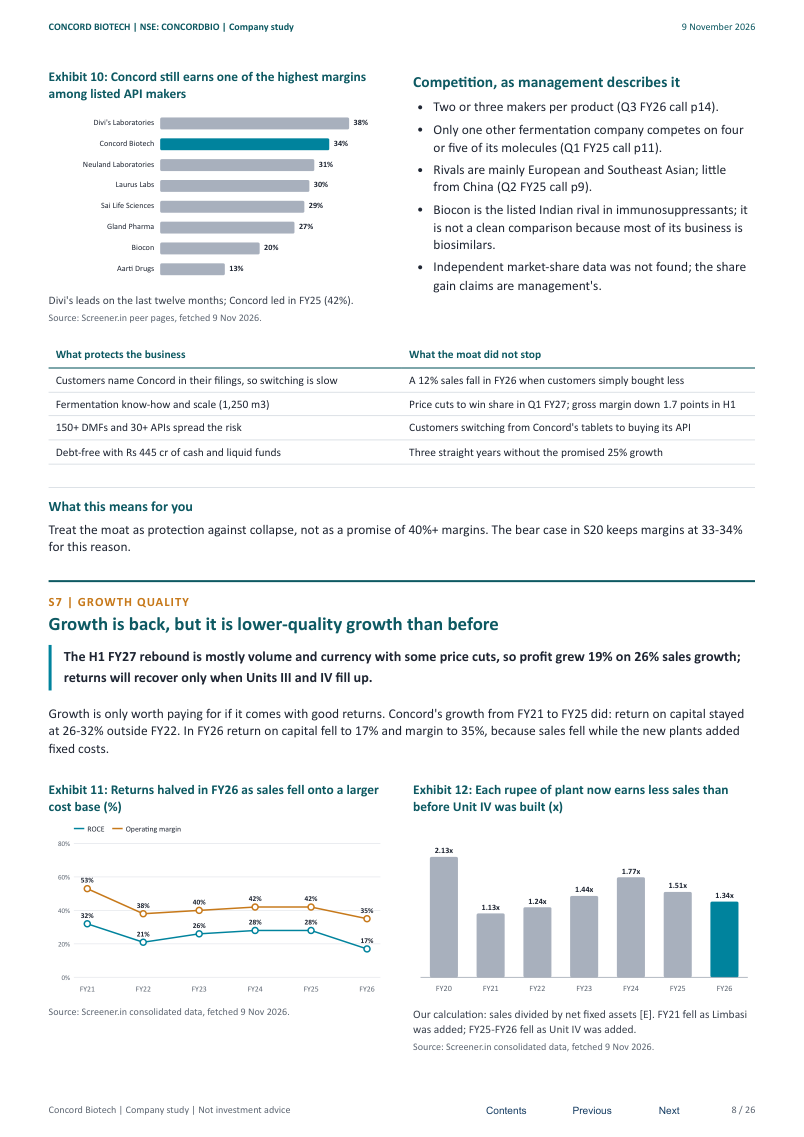 CONCORD BIOTECH | NSE: CONCORDBIO | Company study
9 November 2026
Exhibit 10: Concord still earns one of the highest margins
among listed API makers
Divi's Laboratories 38%
Concord Biotech 34%
Neuland Laboratories 31%
Laurus Labs 30%
Sai Life Sciences 29%
Gland Pharma 27%
Biocon 20%
Aarti Drugs 13%
Divi's leads on the last twelve months; Concord led in FY25 (42%).
Source: Screener.in peer pages, fetched 9 Nov 2026.
Competition, as management describes it
• Two or three makers per product (Q3 FY26 call p14).
• Only one other fermentation company competes on four
or five of its molecules (Q1 FY25 call p11).
• Rivals are mainly European and Southeast Asian; little
from China (Q2 FY25 call p9).
• Biocon is the listed Indian rival in immunosuppressants; it
is not a clean comparison because most of its business is
biosimilars.
• Independent market-share data was not found; the share
gain claims are management's.
What protects the business What the moat did not stop
Customers name Concord in their filings, so switching is slow A 12% sales fall in FY26 when customers simply bought less
Fermentation know-how and scale (1,250 m3) Price cuts to win share in Q1 FY27; gross margin down 1.7 points in H1
150+ DMFs and 30+ APIs spread the risk Customers switching from Concord's tablets to buying its API
Debt-free with Rs 445 cr of cash and liquid funds Three straight years without the promised 25% growth
What this means for you
Treat the moat as protection against collapse, not as a promise of 40%+ margins. The bear case in S20 keeps margins at 33-34%
for this reason.
S7 | GROWTH QUALITY
Growth is back, but it is lower-quality growth than before
The H1 FY27 rebound is mostly volume and currency with some price cuts, so profit grew 19% on 26% sales growth;
returns will recover only when Units III and IV fill up.
Growth is only worth paying for if it comes with good returns. Concord's growth from FY21 to FY25 did: return on capital stayed
at 26-32% outside FY22. In FY26 return on capital fell to 17% and margin to 35%, because sales fell while the new plants added
fixed costs.
Exhibit 11: Returns halved in FY26 as sales fell onto a larger
cost base (%)
ROCE Operating margin
80%
60%
40%
20%
0%
53% 38% 40% 42% 42% 35%
32% 21% 26% 28% 28% 17%
FY21 FY22 FY23 FY24 FY25 FY26
Source: Screener.in consolidated data, fetched 9 Nov 2026.
Exhibit 12: Each rupee of plant now earns less sales than
before Unit IV was built (x)
2.13x 1.13x 1.24x 1.44x 1.77x 1.51x 1.34x
FY20 FY21 FY22 FY23 FY24 FY25 FY26
Our calculation: sales divided by net fixed assets [E]. FY21 fell as Limbasi
was added; FY25-FY26 fell as Unit IV was added.
Source: Screener.in consolidated data, fetched 9 Nov 2026.
Concord Biotech | Company study | Not investment advice
Contents Previous Next 8 / 26